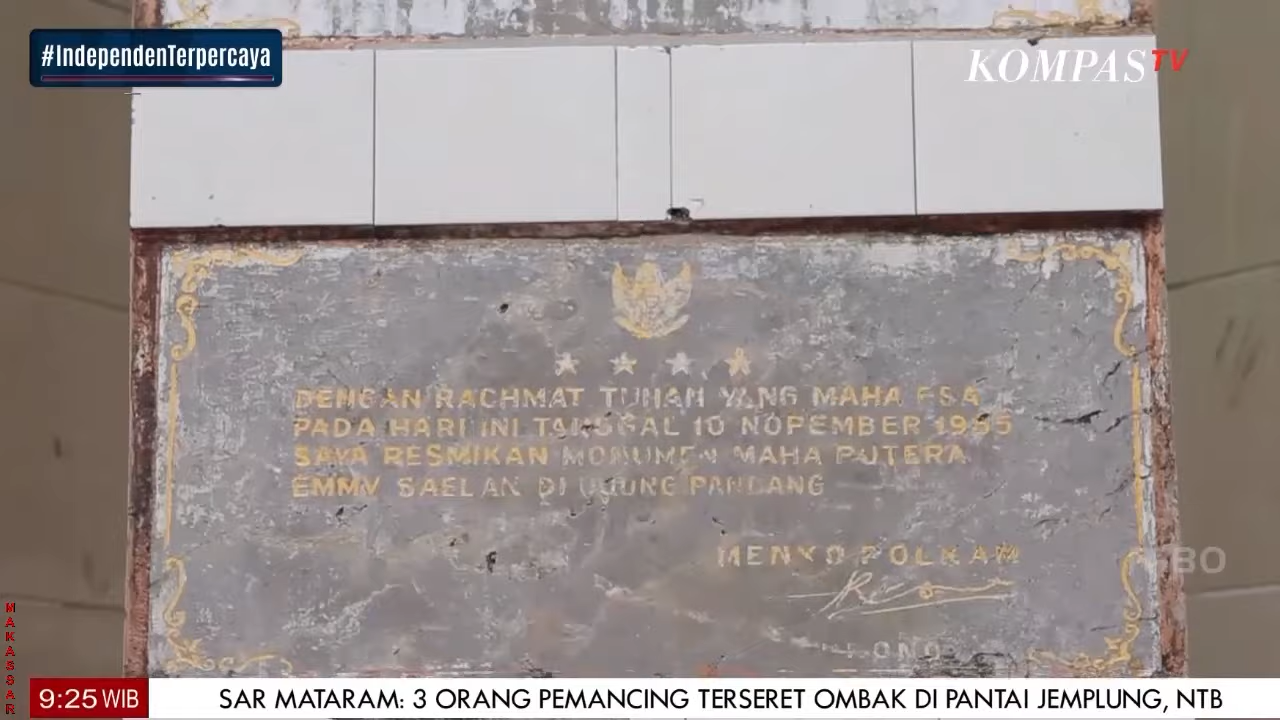 #IndependenTerpercaya
KOMPASTV
DENGAN RACHMAT TUHAN YANG MAHA ESA
PADA HARI INI TANGGAL 10 NOPEMBER 1995
SAYA RESMIKAN MONUMEN MAHA PUTERA
EMMY SAELAN DI UJUNG PANDANG
MENKO POLKAM
MAKASSAR
9:25 WIB
SAR MATARAM: 3 ORANG PEMANCING TERSERET OMBAK DI PANTAI JEMPLUNG, NTB